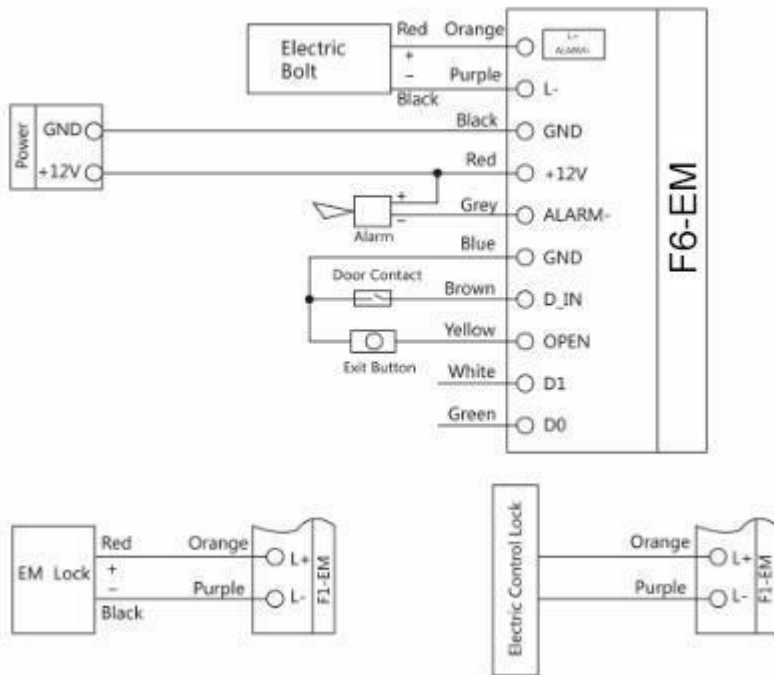 Electric
Bolt
Red
Orange
+
–
Purple
Black
L+
ALARM+
L-
Power
GND
+12V
Black
GND
Red
+12V
+
–
Alarm
Grey
ALARM-
Blue
GND
Door Contact
Brown
D_IN
Yellow
OPEN
Exit Button
White
D1
Green
D0
F6-EM
EM Lock
Red
Orange
+
–
Purple
Black
L+
L-
F1-EM
Electric Control Lock
Orange
L+
Purple
L-
F1-EM